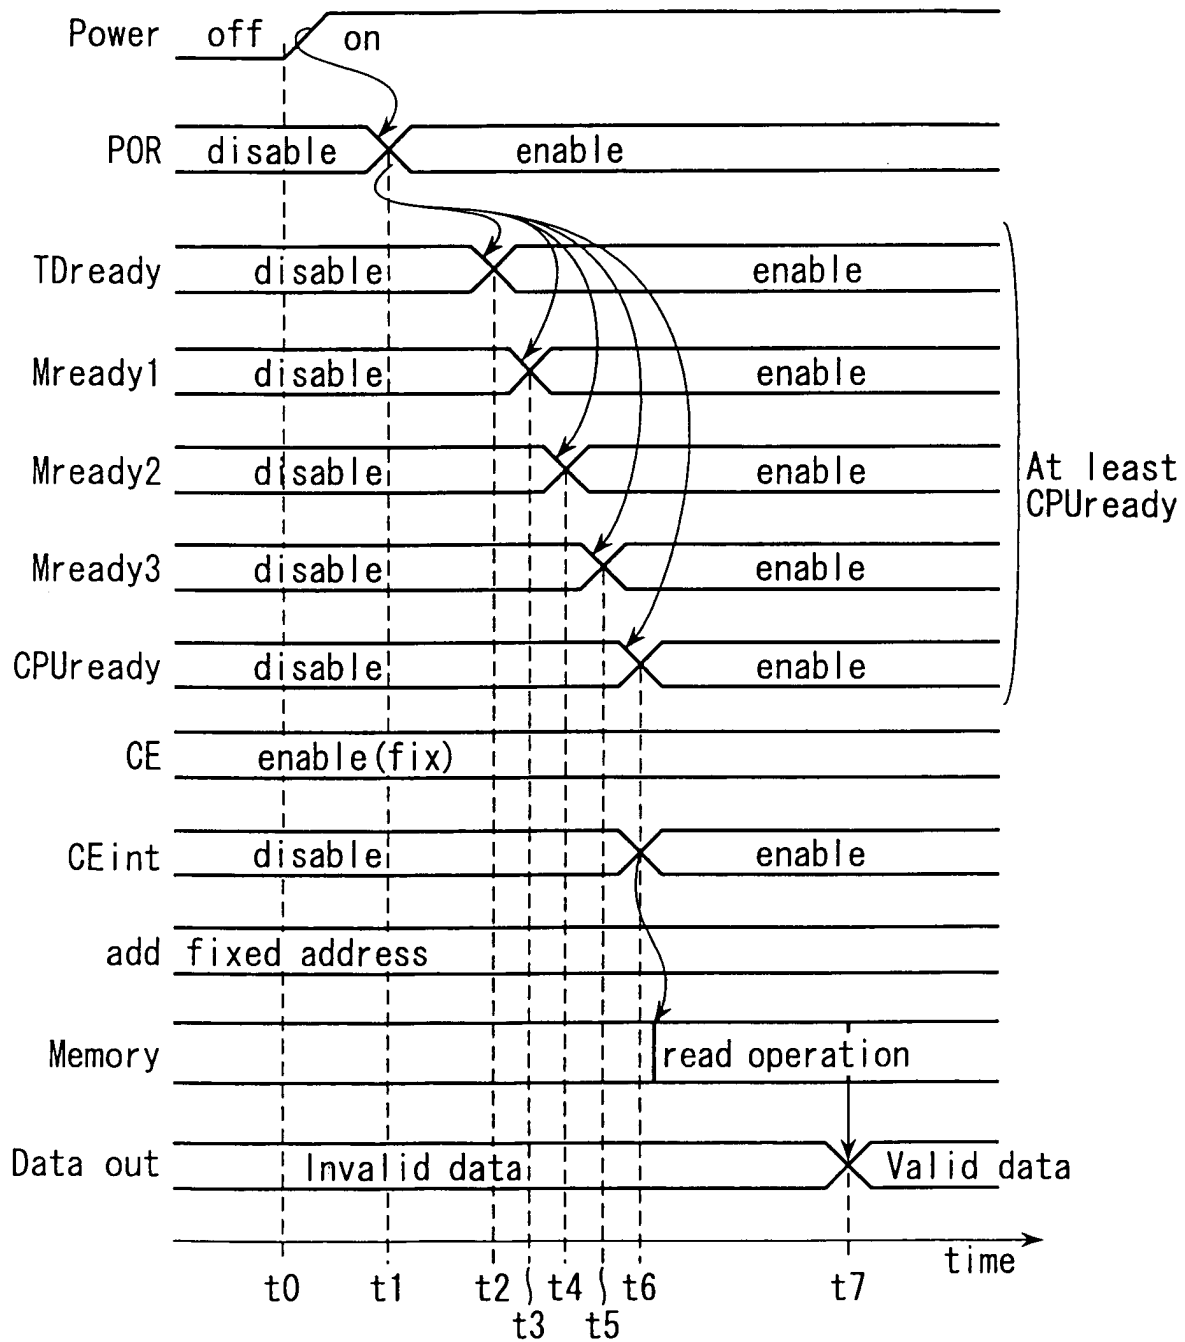 Power off on
POR disable enable
TDready disable enable
Mready1 disable enable
Mready2 disable enable
At least
CPUready
Mready3 disable enable
CPUready disable enable
CE enable(fix)
CEint disable enable
add fixed address
Memory read operation
Data out Invalid data Valid data
time
t0 t1 t2 t4 t6 t7
t3 t5